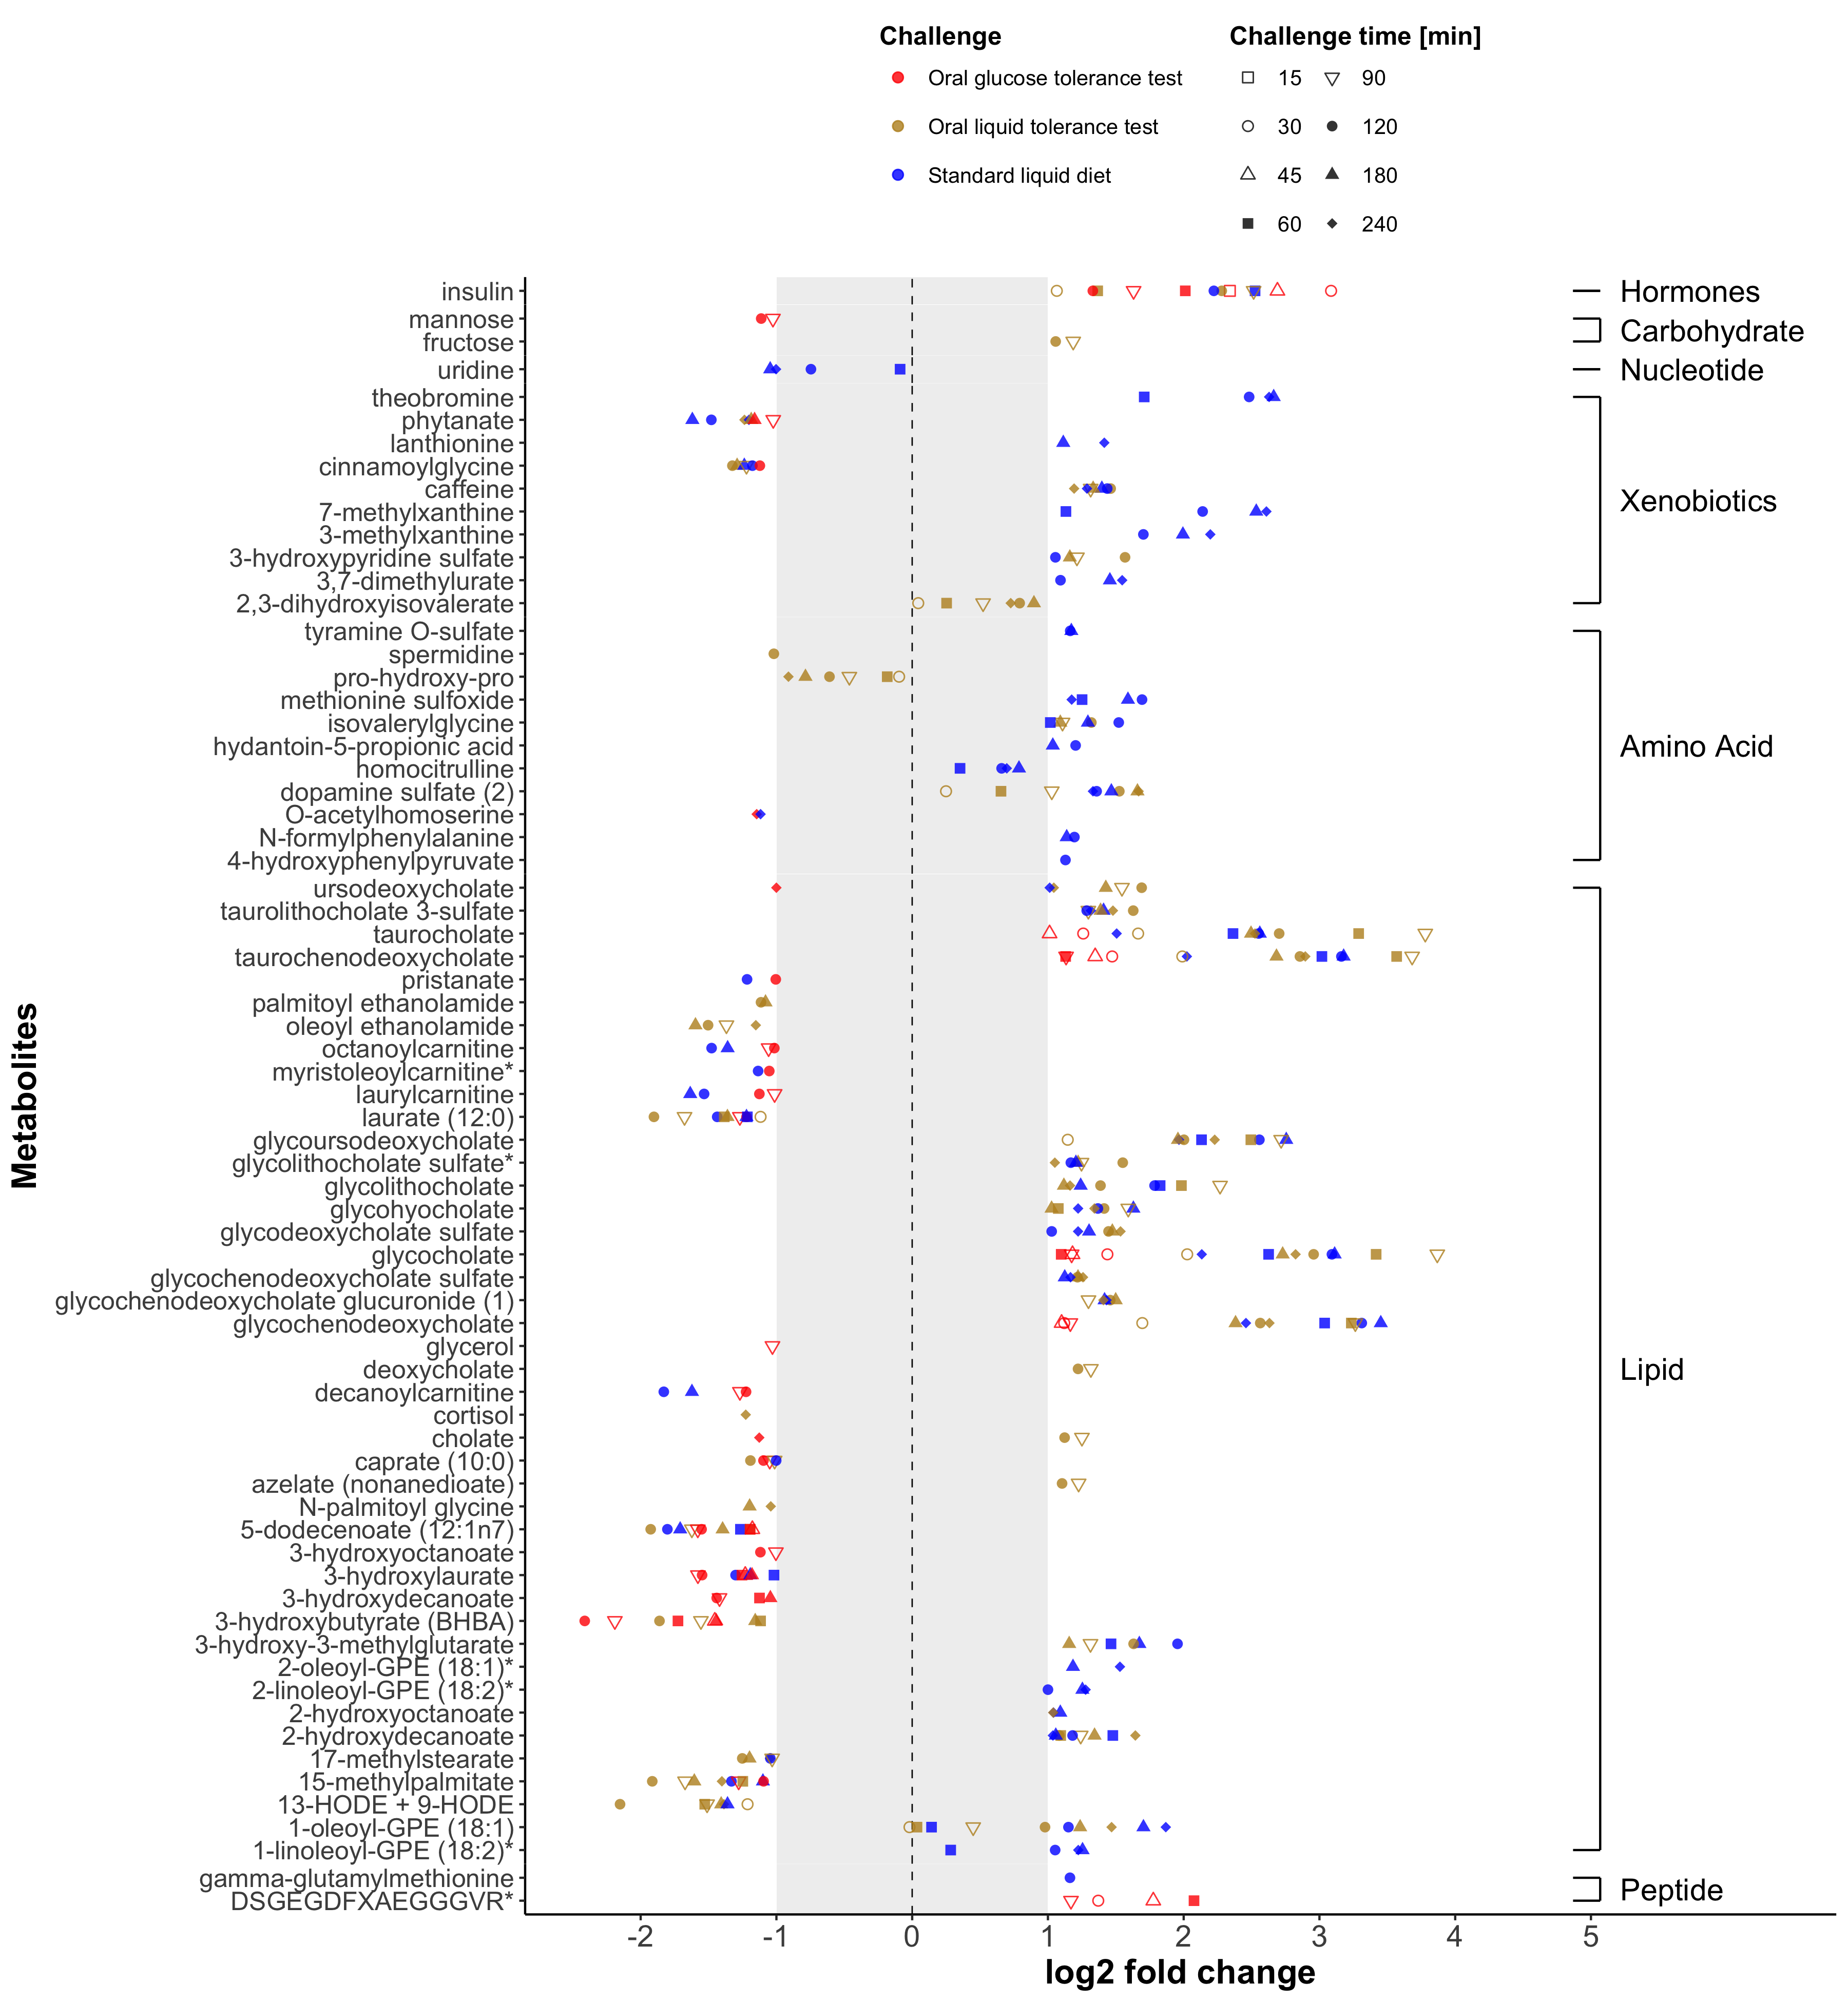 Challenge
Challenge time [min]
Oral glucose tolerance test
15
90
Oral liquid tolerance test
30
120
Standard liquid diet
45
180
60
240
insulin
Hormones
mannose
Carbohydrate
fructose
uridine
Nucleotide
theobromine
phytanate
lanthionine
cinnamoylglycine
caffeine
Xenobiotics
7-methylxanthine
3-methylxanthine
3-hydroxypyridine sulfate
3,7-dimethylurate
2,3-dihydroxyisovalerate
tyramine O-sulfate
spermidine
pro-hydroxy-pro
methionine sulfoxide
isovalerylglycine
hydantoin-5-propionic acid
Amino Acid
homocitrulline
dopamine sulfate (2)
O-acetylhomoserine
N-formylphenylalanine
4-hydroxyphenylpyruvate
ursodeoxycholate
taurolithocholate 3-sulfate
taurocholate
taurochenodeoxycholate
pristanate
palmitoyl ethanolamide
oleoyl ethanolamide
octanoylcarnitine
myristoleoylcarnitine*
Metabolites
laurylcarnitine
laurate (12:0)
glycoursodeoxycholate
glycolithocholate sulfate*
glycolithocholate
glycohyocholate
glycodeoxycholate sulfate
glycocholate
glycochenodeoxycholate sulfate
glycochenodeoxycholate glucuronide (1)
glycochenodeoxycholate
glycerol
deoxycholate
Lipid
decanoylcarnitine
cortisol
cholate
caprate (10:0)
azelate (nonanedioate)
N-palmitoyl glycine
5-dodecenoate (12:1n7)
3-hydroxyoctanoate
3-hydroxylaurate
3-hydroxydecanoate
3-hydroxybutyrate (BHBA)
3-hydroxy-3-methylglutarate
2-oleoyl-GPE (18:1)*
2-linoleoyl-GPE (18:2)*
2-hydroxyoctanoate
2-hydroxydecanoate
17-methylstearate
15-methylpalmitate
13-HODE + 9-HODE
1-oleoyl-GPE (18:1)
1-linoleoyl-GPE (18:2)*
gamma-glutamylmethionine
Peptide
DSGEGDFXAEGGGVR*
-2 -1 0 1 2 3 4 5
log2 fold change